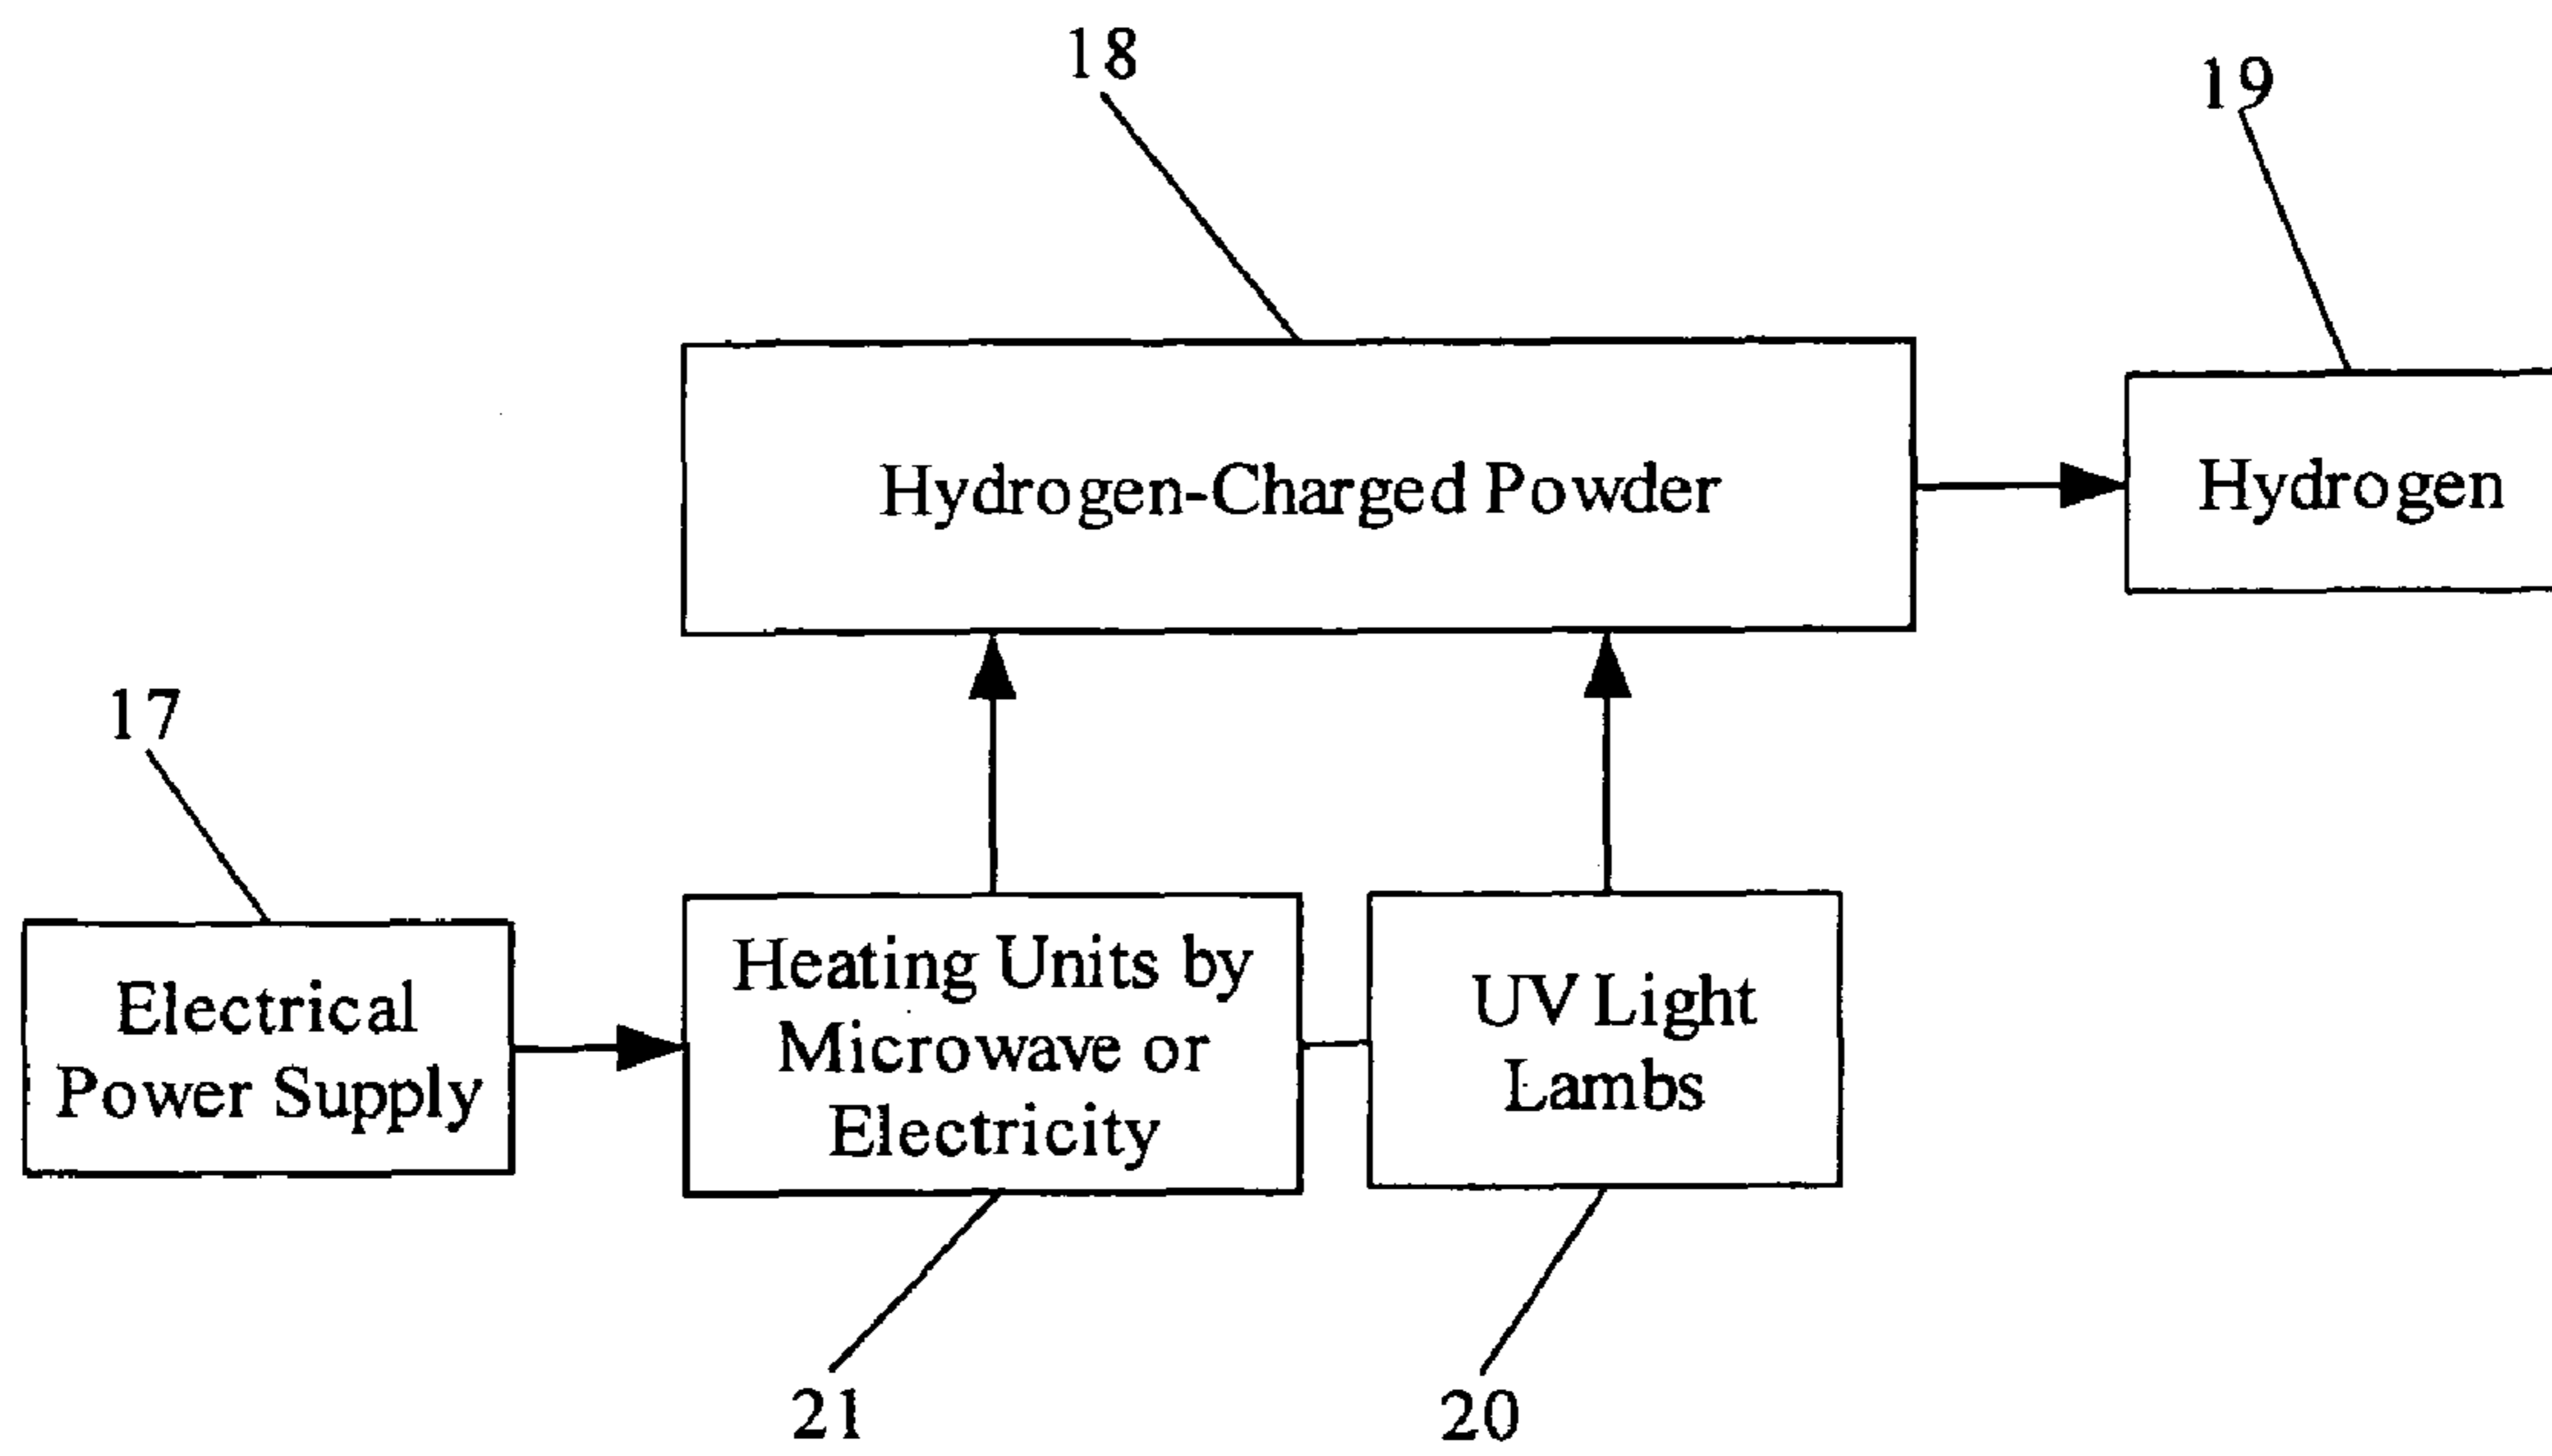 18
19
Hydrogen-Charged Powder
Hydrogen
17
Electrical
Power Supply
Heating Units by
Microwave or
Electricity
UV Light
Lambs
21
20